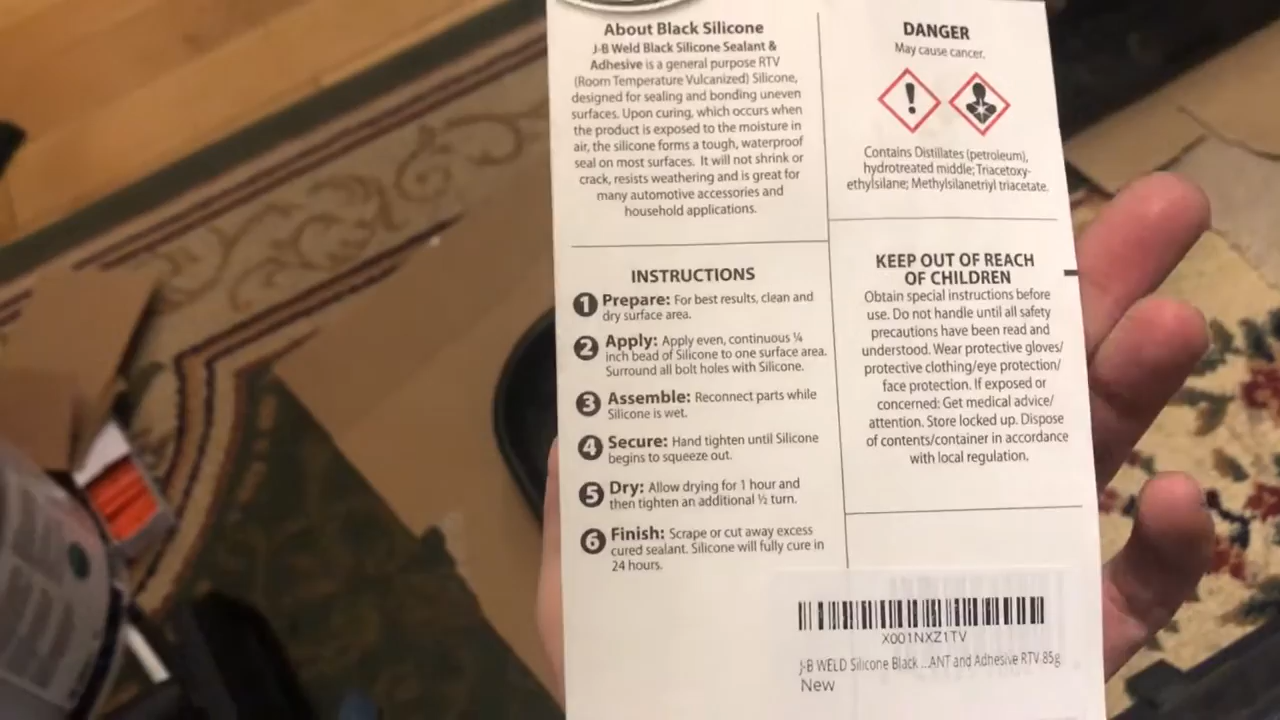 About Black Silicone
J-B Weld Black Silicone Sealant &
Adhesive is a general purpose RTV
(Room Temperature Vulcanized) Silicone,
designed for sealing and bonding uneven
surfaces. Upon curing, which occurs when
the product is exposed to the moisture in
air, the silicone forms a tough, waterproof
seal on most surfaces. It will not shrink or
crack, resists weathering and is great for
many automotive accessories and
household applications.
INSTRUCTIONS
1 Prepare: For best results, clean and
dry surface area.
2 Apply: Apply even, continuous ¼
inch bead of Silicone to one surface area.
Surround all bolt holes with Silicone.
3 Assemble: Reconnect parts while
Silicone is wet.
4 Secure: Hand tighten until Silicone
begins to squeeze out.
5 Dry: Allow drying for 1 hour and
then tighten an additional ½ turn.
6 Finish: Scrape or cut away excess
cured sealant. Silicone will fully cure in
24 hours.
DANGER
May cause cancer.
Contains Distillates (petroleum),
hydrotreated middle; Triacetoxy-
ethylsilane; Methylsilanetriyl triacetate.
KEEP OUT OF REACH
OF CHILDREN
Obtain special instructions before
use. Do not handle until all safety
precautions have been read and
understood. Wear protective gloves/
protective clothing/eye protection/
face protection. If exposed or
concerned: Get medical advice/
attention. Store locked up. Dispose
of contents/container in accordance
with local regulation.
X001NXZ1TV
J-B WELD Silicone Black ...ANT and Adhesive RTV 85g
New